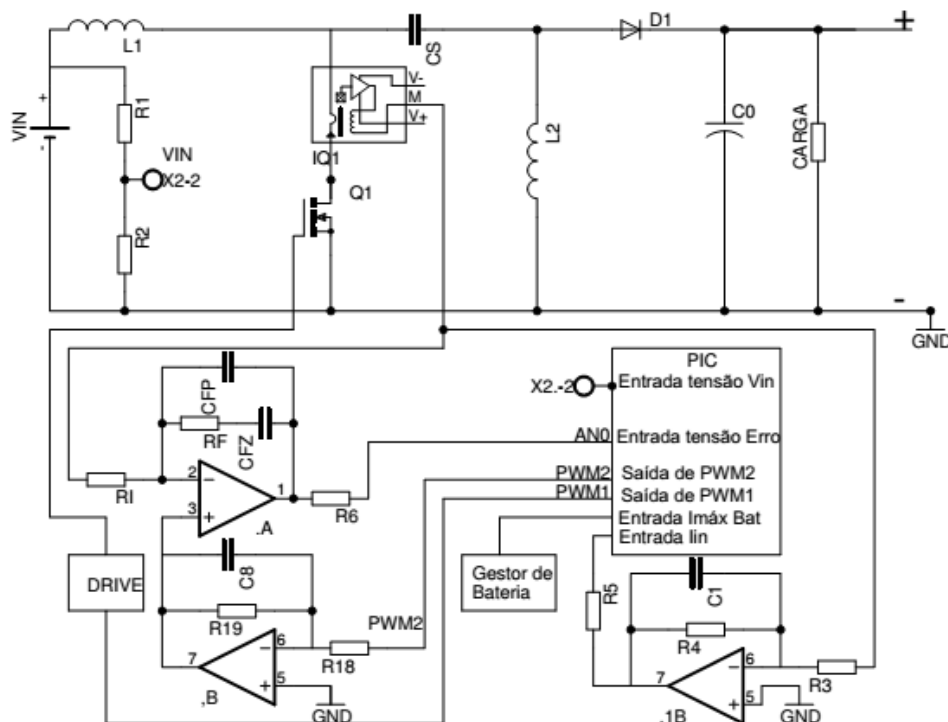 L1
CS
D1
+
V-
M
V+
IQ1
+
VIN
-
R1
VIN
X2-2
R2
Q1
L2
C0
CARGA
-
GND
CFP
RF
CFZ
RI
2
-
3
+
1
.A
R6
PIC
X2.-2
Entrada tensão Vin
AN0
Entrada tensão Erro
PWM2
Saída de PWM2
PWM1
Saída de PWM1
Entrada Imáx Bat
Entrada Iin
DRIVE
C8
R19
PWM2
7
6
-
5
+
,B
R18
GND
Gestor de
Bateria
R5
C1
R4
7
6
-
5
+
.1B
R3
GND